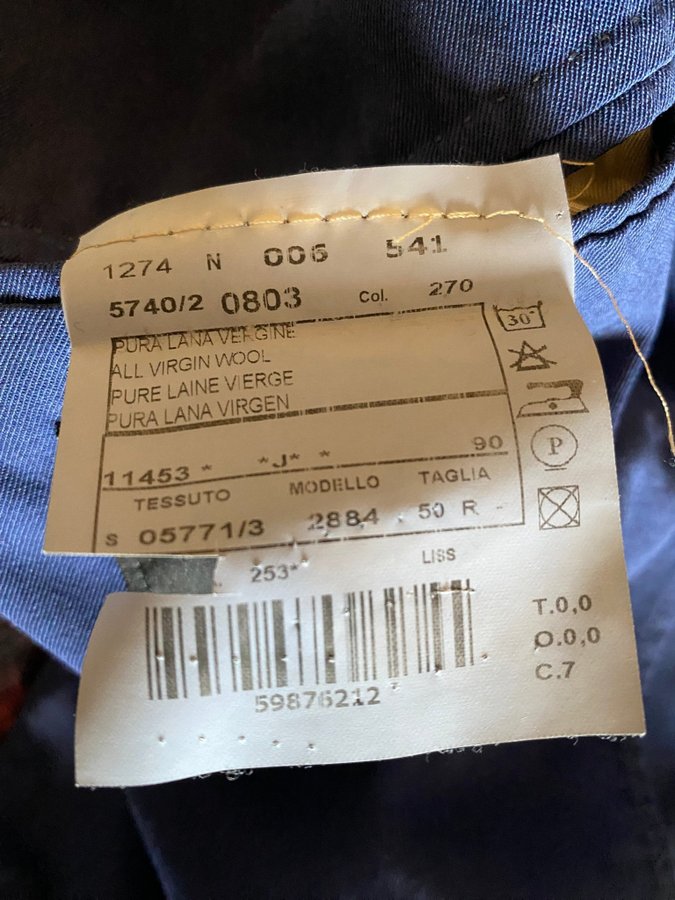 1274 N 006 541
5740/2 0803 Col. 270
PURA LANA VERGINE
ALL VIRGIN WOOL
PURE LAINE VIERGE
PURA LANA VIRGEN
30°
P
11453 * *J* * 90
TESSUTO MODELLO TAGLIA
S 05771/3 2884 . 50 R -
253* LISS
59876212
T.0,0
O.0,0
C.7